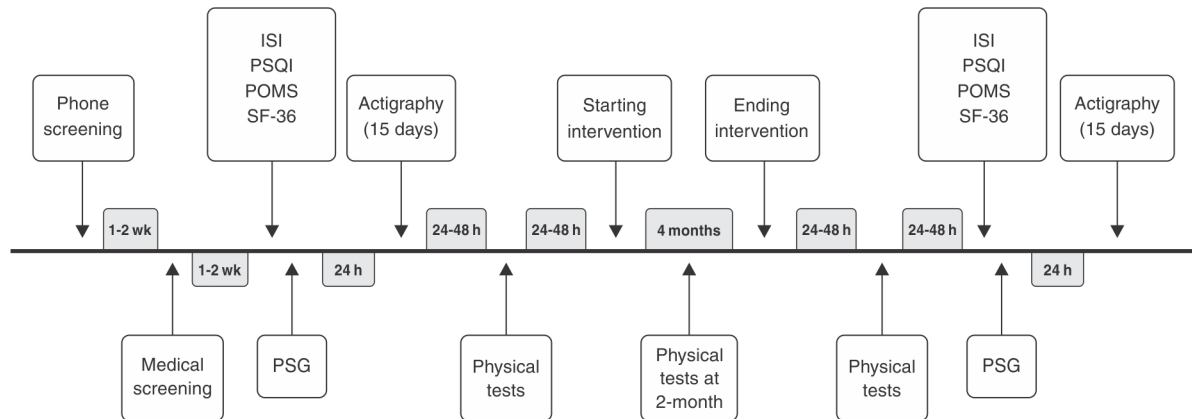 ISI
PSQI
POMS
SF-36
ISI
PSQI
POMS
SF-36
Phone
screening
Actigraphy
(15 days)
Starting
intervention
Ending
intervention
Actigraphy
(15 days)
1-2 wk
24-48 h
24-48 h
4 months
24-48 h
24-48 h
1-2 wk
24 h
24 h
Medical
screening
PSG
Physical
tests
Physical
tests at
2-month
Physical
tests
PSG